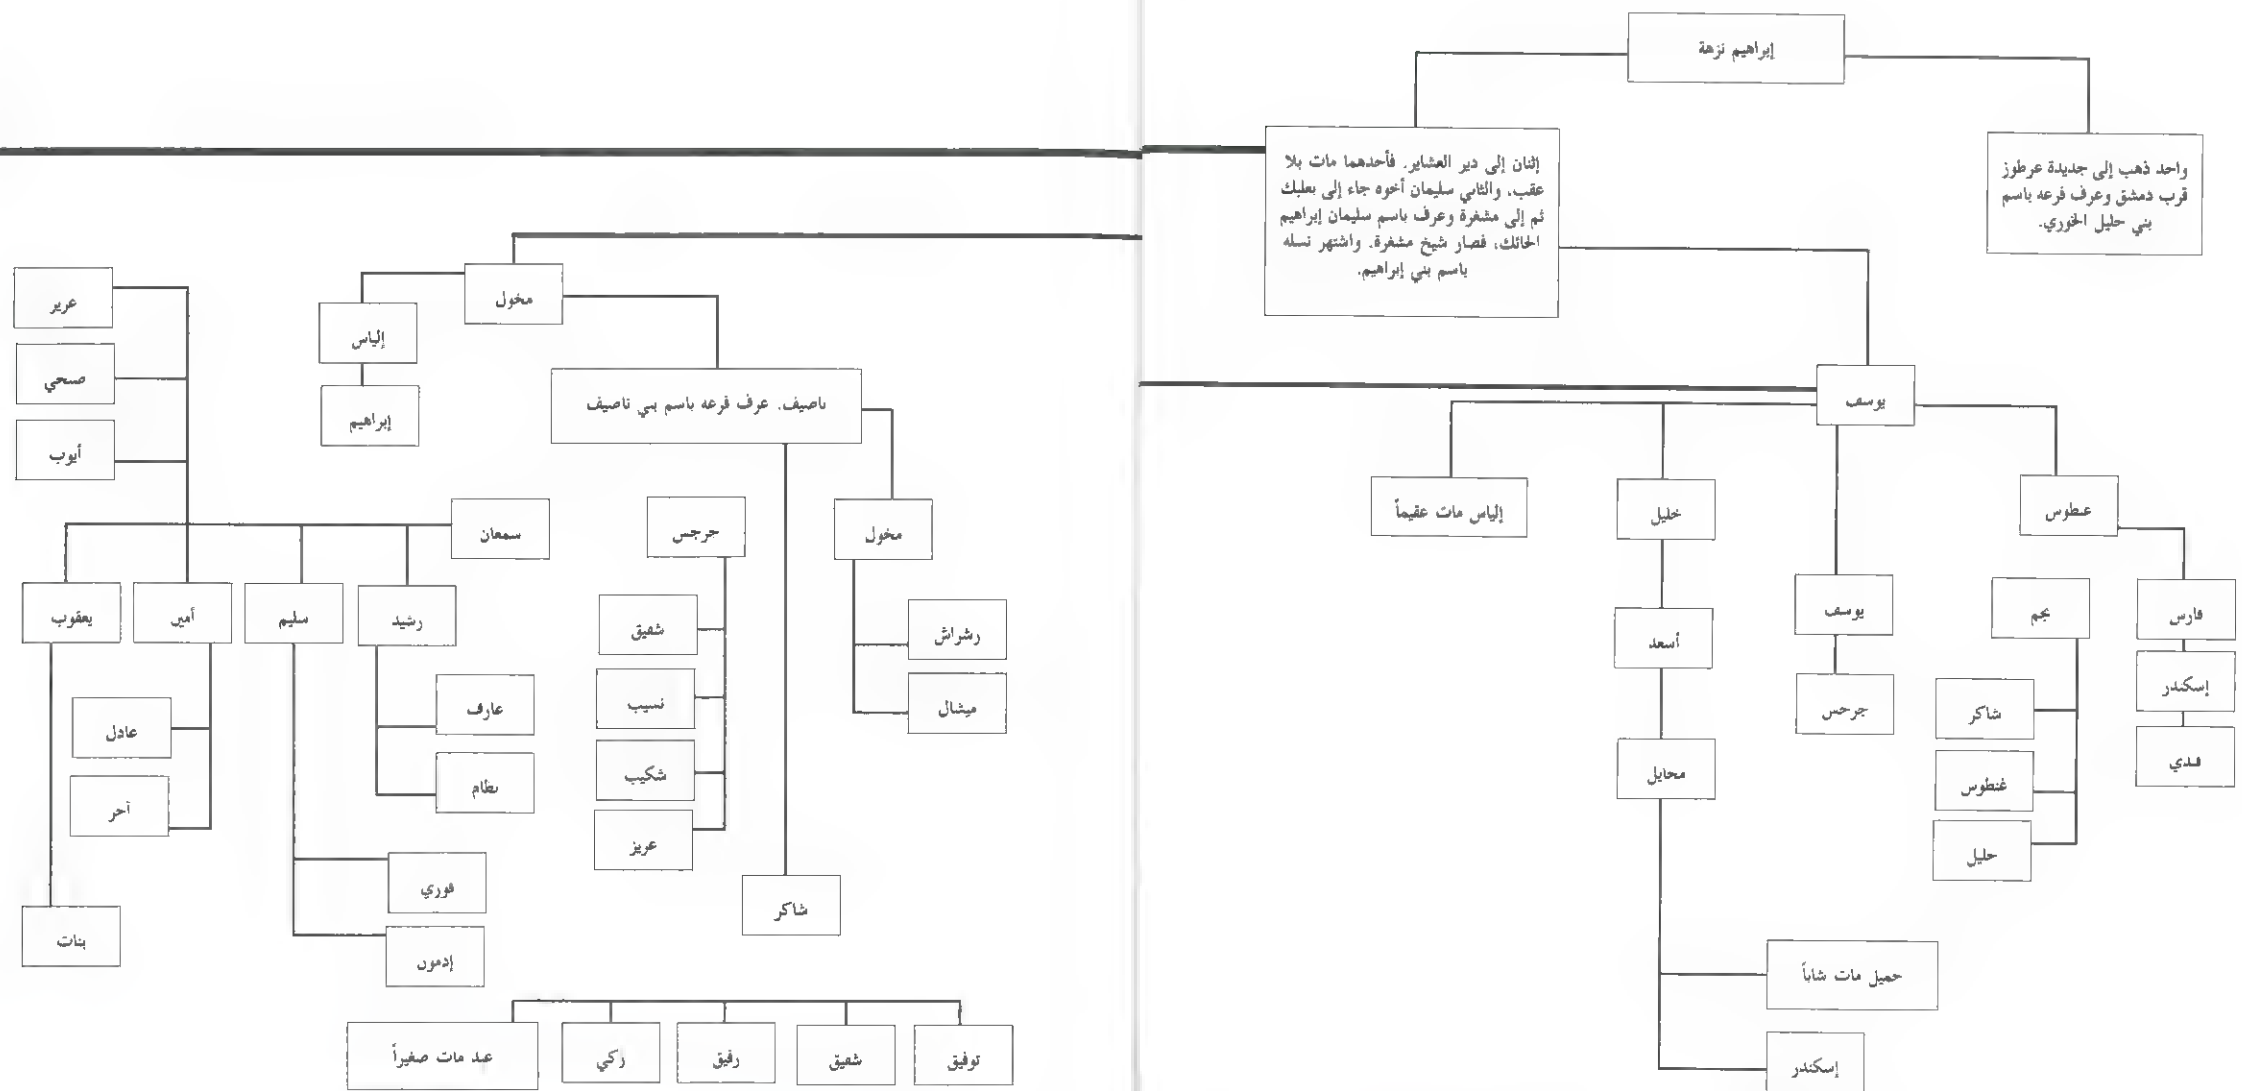 إبراهيم نزهة
واحد ذهب إلى جديدة عرطوز
قرب دمشق وعرف فرعه باسم
بني خليل الخوري.
إثنان إلى دير العشاير. فأحدهما مات بلا
عقب، والثاني سليمان أخوه جاء إلى بعلبك
ثم إلى مشغرة وعرف باسم سليمان إبراهيم
الحائك، فصار شيخ مشغرة. واشتهر نسله
باسم بني إبراهيم.
يوسف
غنطوس
خليل
إلياس مات عقيماً
فارس
نجم
يوسف
أسعد
إسكندر
شاكر
جرجس
فندي
غنطوس
مخايل
خليل
جميل مات شاباً
إسكندر
مخول
إلياس
إبراهيم
ناصيف. عرف فرعه باسم بني ناصيف
مخول
جرجس
رشراش
ميشال
شفيق
نسيب
شكيب
عزيز
شاكر
عزيز
صبحي
أيوب
سمعان
رشيد
سليم
أمين
يعقوب
عارف
نظام
عادل
آخر
فوزي
إدمون
بنات
توفيق
شفيق
رفيق
زكي
عبد مات صغيراً